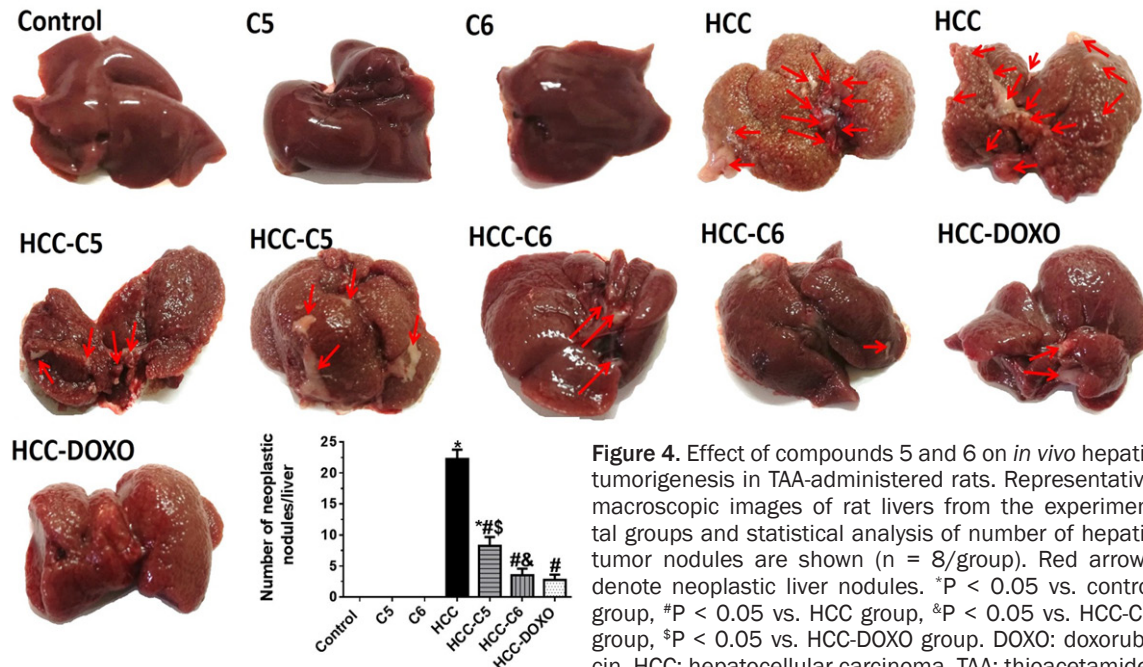 Control C5 C6 HCC HCC
HCC-C5 HCC-C5 HCC-C6 HCC-C6 HCC-DOXO
HCC-DOXO
Number of neoplastic
nodules/liver
25
20
15
10
5
0
*
*#$
#&
#
Control C5 C6 HCC HCC-C5 HCC-C6 HCC-DOXO
Figure 4. Effect of compounds 5 and 6 on in vivo hepati
tumorigenesis in TAA-administered rats. Representativ
macroscopic images of rat livers from the experimen
tal groups and statistical analysis of number of hepati
tumor nodules are shown (n = 8/group). Red arrow
denote neoplastic liver nodules. *P < 0.05 vs. contro
group, #P < 0.05 vs. HCC group, &P < 0.05 vs. HCC-C
group, $P < 0.05 vs. HCC-DOXO group. DOXO: doxorub
cin, HCC: hepatocellular carcinoma, TAA: thioacetamide